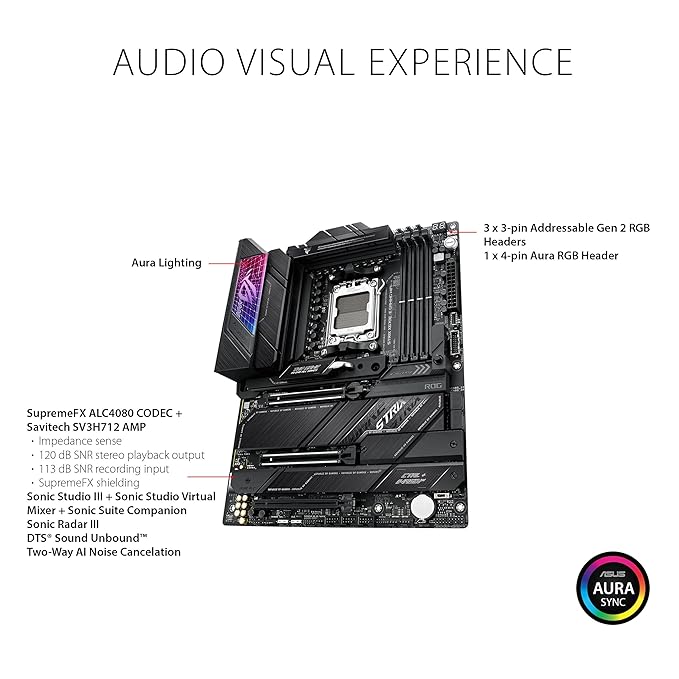 AUDIO VISUAL EXPERIENCE
3 x 3-pin Addressable Gen 2 RGB
Headers
1 x 4-pin Aura RGB Header
Aura Lighting
ROG
STRIX
SupremeFX ALC4080 CODEC +
Savitech SV3H712 AMP
· Impedance sense
· 120 dB SNR stereo playback output
· 113 dB SNR recording input
· SupremeFX shielding
Sonic Studio III + Sonic Studio Virtual
Mixer + Sonic Suite Companion
Sonic Radar III
DTS® Sound Unbound™
Two-Way AI Noise Cancelation
ASUS
AURA
SYNC